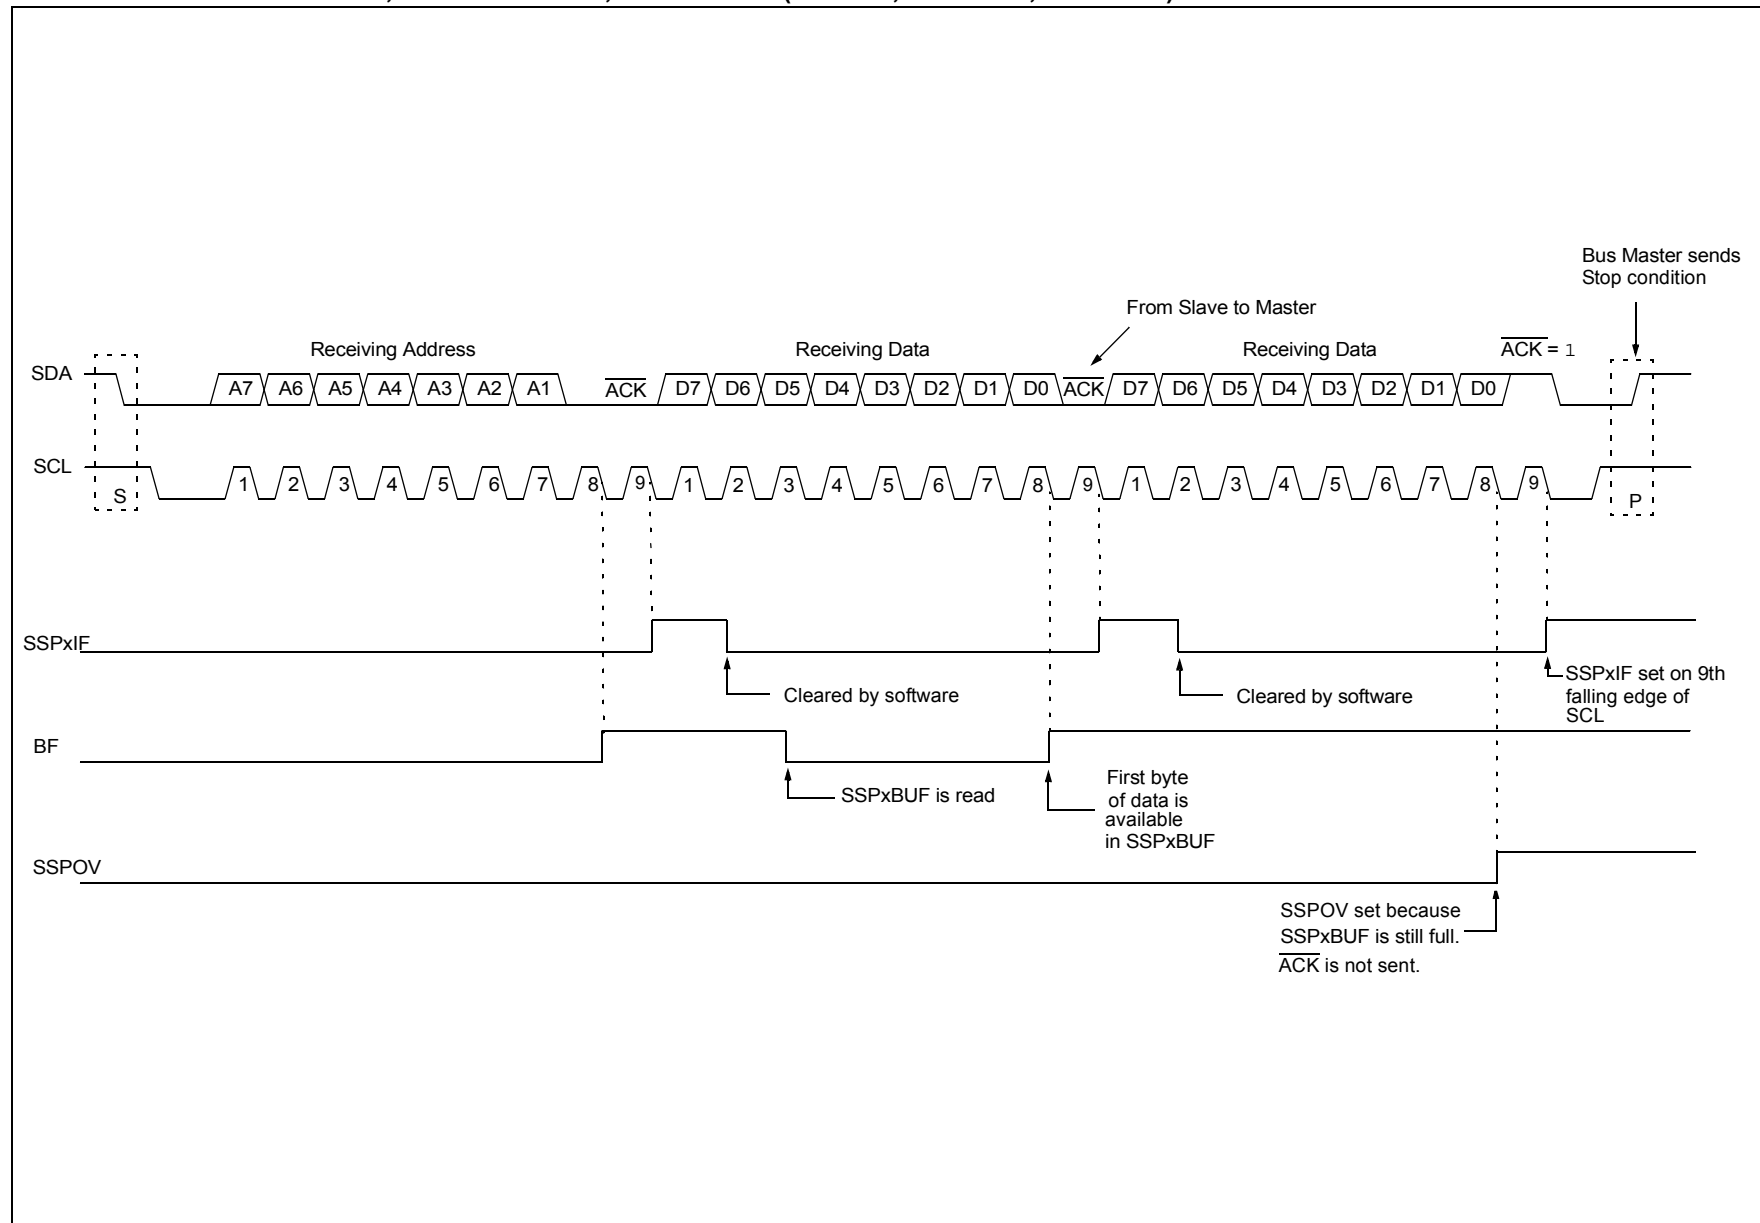 Bus Master sends
Stop condition
From Slave to Master
Receiving Address
Receiving Data
Receiving Data
ACK = 1
SDA
A7 A6 A5 A4 A3 A2 A1 ACK D7 D6 D5 D4 D3 D2 D1 D0 ACK D7 D6 D5 D4 D3 D2 D1 D0
SCL
S
1 2 3 4 5 6 7 8 9 1 2 3 4 5 6 7 8 9 1 2 3 4 5 6 7 8 9
P
SSPxIF
Cleared by software
Cleared by software
SSPxIF set on 9th
falling edge of
SCL
BF
SSPxBUF is read
First byte
of data is
available
in SSPxBUF
SSPOV
SSPOV set because
SSPxBUF is still full.
ACK is not sent.